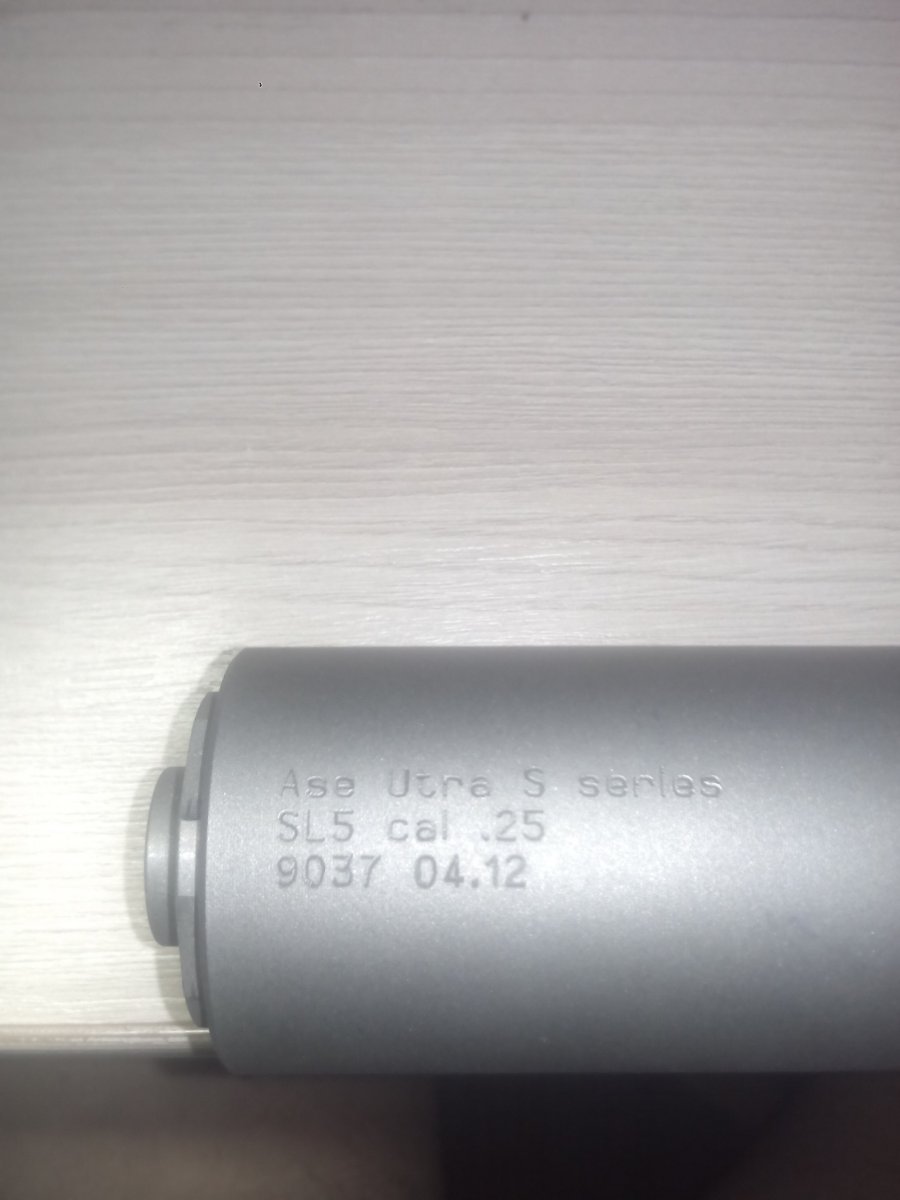 Ase Utra S series
SL5 cal .25
9037 04.12